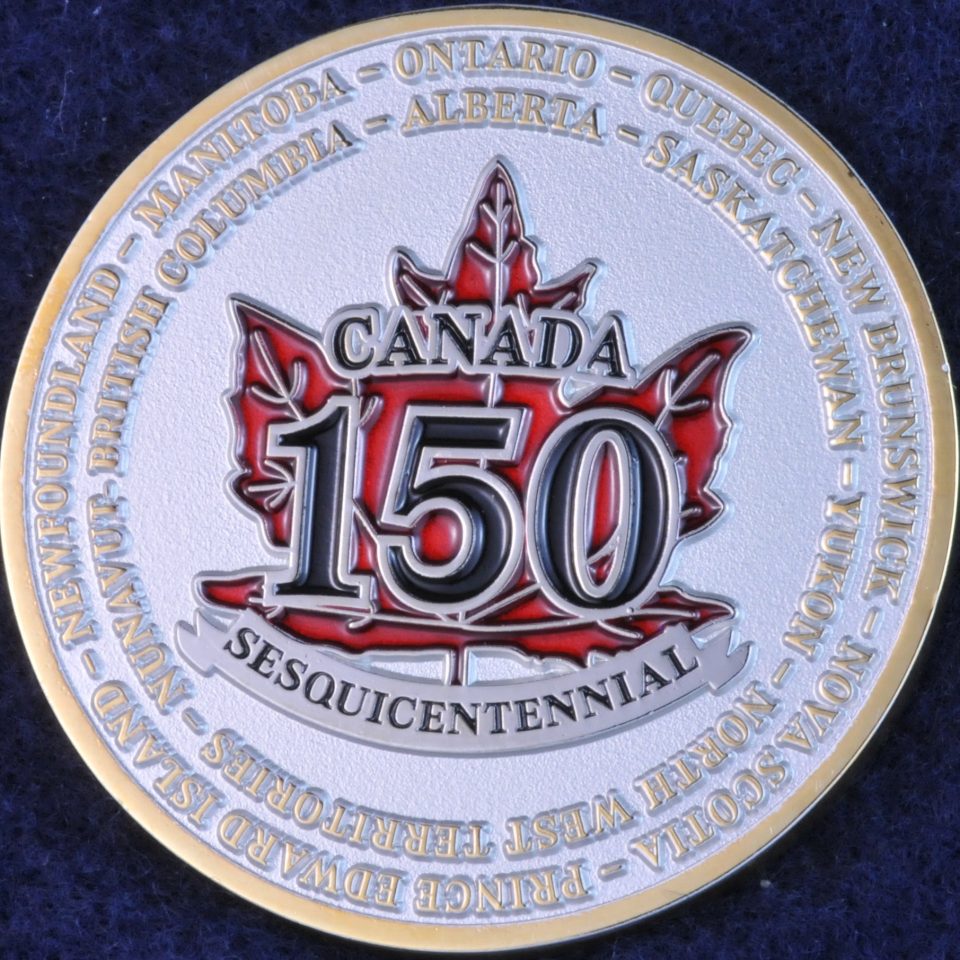 MANITOBA - ONTARIO - QUEBEC - NEW BRUNSWICK - NOVA SCOTIA - PRINCE EDWARD ISLAND - NEWFOUNDLAND -
BRITISH COLUMBIA - ALBERTA - SASKATCHEWAN - YUKON - NORTH WEST TERRITORIES - NUNAVUT -
CANADA
150
SESQUICENTENNIAL